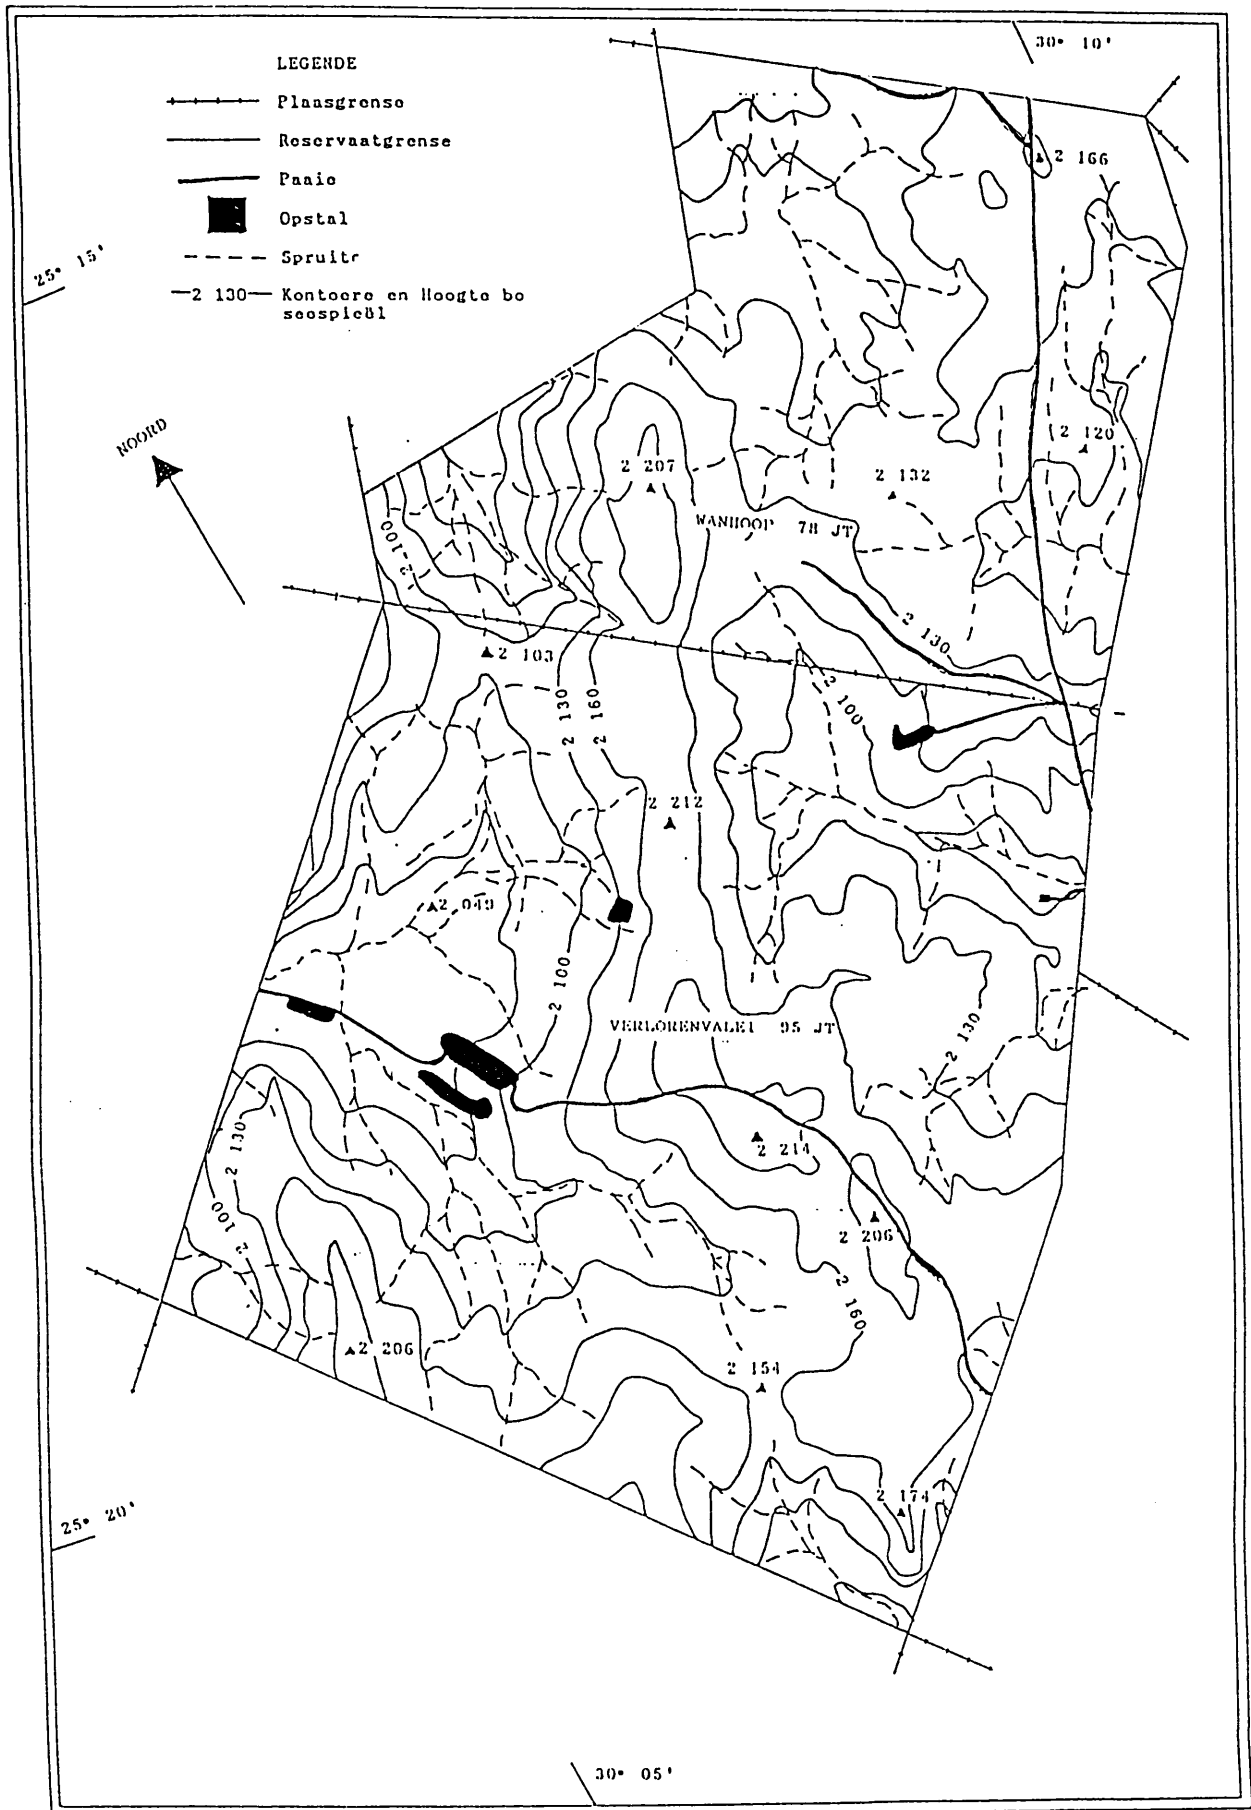 30° 10'
LEGENDE
Plaasgrense
Reservaatgrense
Paaie
Opstal
Spruite
2 130 Kontoere en Hoogte bo
seespieël
2 166
25° 15'
NOORD
2 120
2 207
2 132
WANHOOP 78 JT
2 100
2 130
2 103
2 130
2 160
2 100
2 212
2 049
2 100
VERLORENVALEI 95 JT
2 130
2 130
2 214
2 100
2 206
2 160
2 206
2 154
2 174
25° 20'
30° 05'